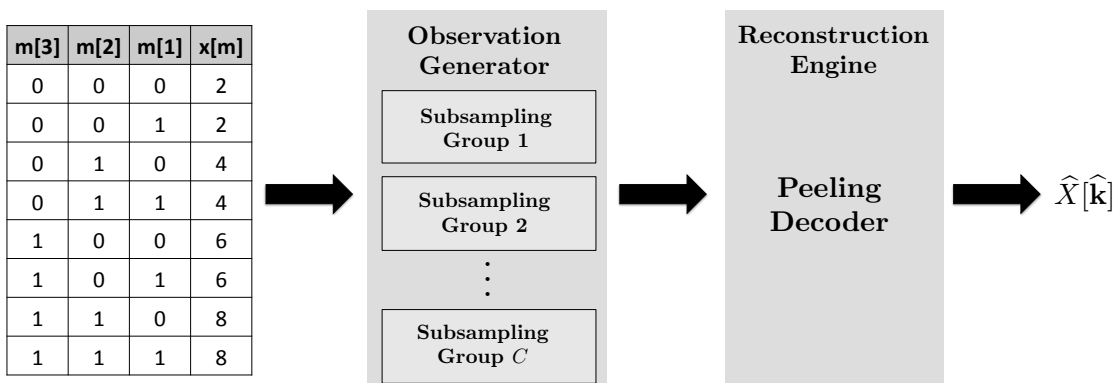 m[3] m[2] m[1] x[m]
0 0 0 2
0 0 1 2
0 1 0 4
0 1 1 4
1 0 0 6
1 0 1 6
1 1 0 8
1 1 1 8
Observation
Generator
Subsampling
Group 1
Subsampling
Group 2
⋮
Subsampling
Group C
Reconstruction
Engine
Peeling
Decoder
X̂[k̂]